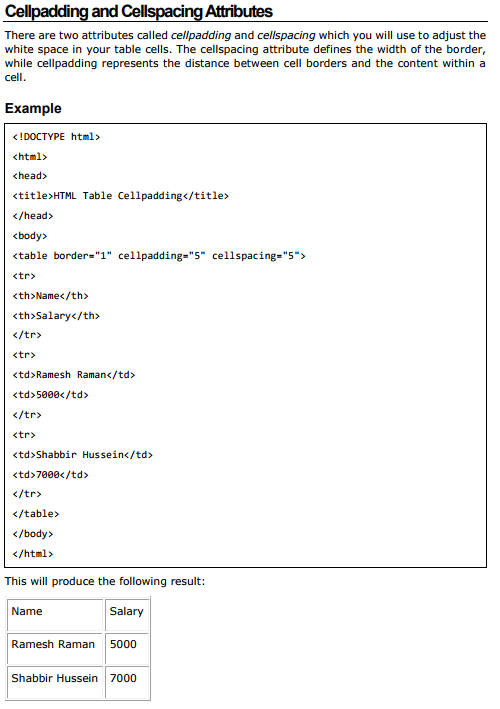 Cellpadding and Cellspacing Attributes
There are two attributes called cellpadding and cellspacing which you will use to adjust the
white space in your table cells. The cellspacing attribute defines the width of the border,
while cellpadding represents the distance between cell borders and the content within a
cell.
Example
<!DOCTYPE html>
<html>
<head>
<title>HTML Table Cellpadding</title>
</head>
<body>
<table border="1" cellpadding="5" cellspacing="5">
<tr>
<th>Name</th>
<th>Salary</th>
</tr>
<tr>
<td>Ramesh Raman</td>
<td>5000</td>
</tr>
<tr>
<td>Shabbir Hussein</td>
<td>7000</td>
</tr>
</table>
</body>
</html>
This will produce the following result:
Name Salary
Ramesh Raman 5000
Shabbir Hussein 7000